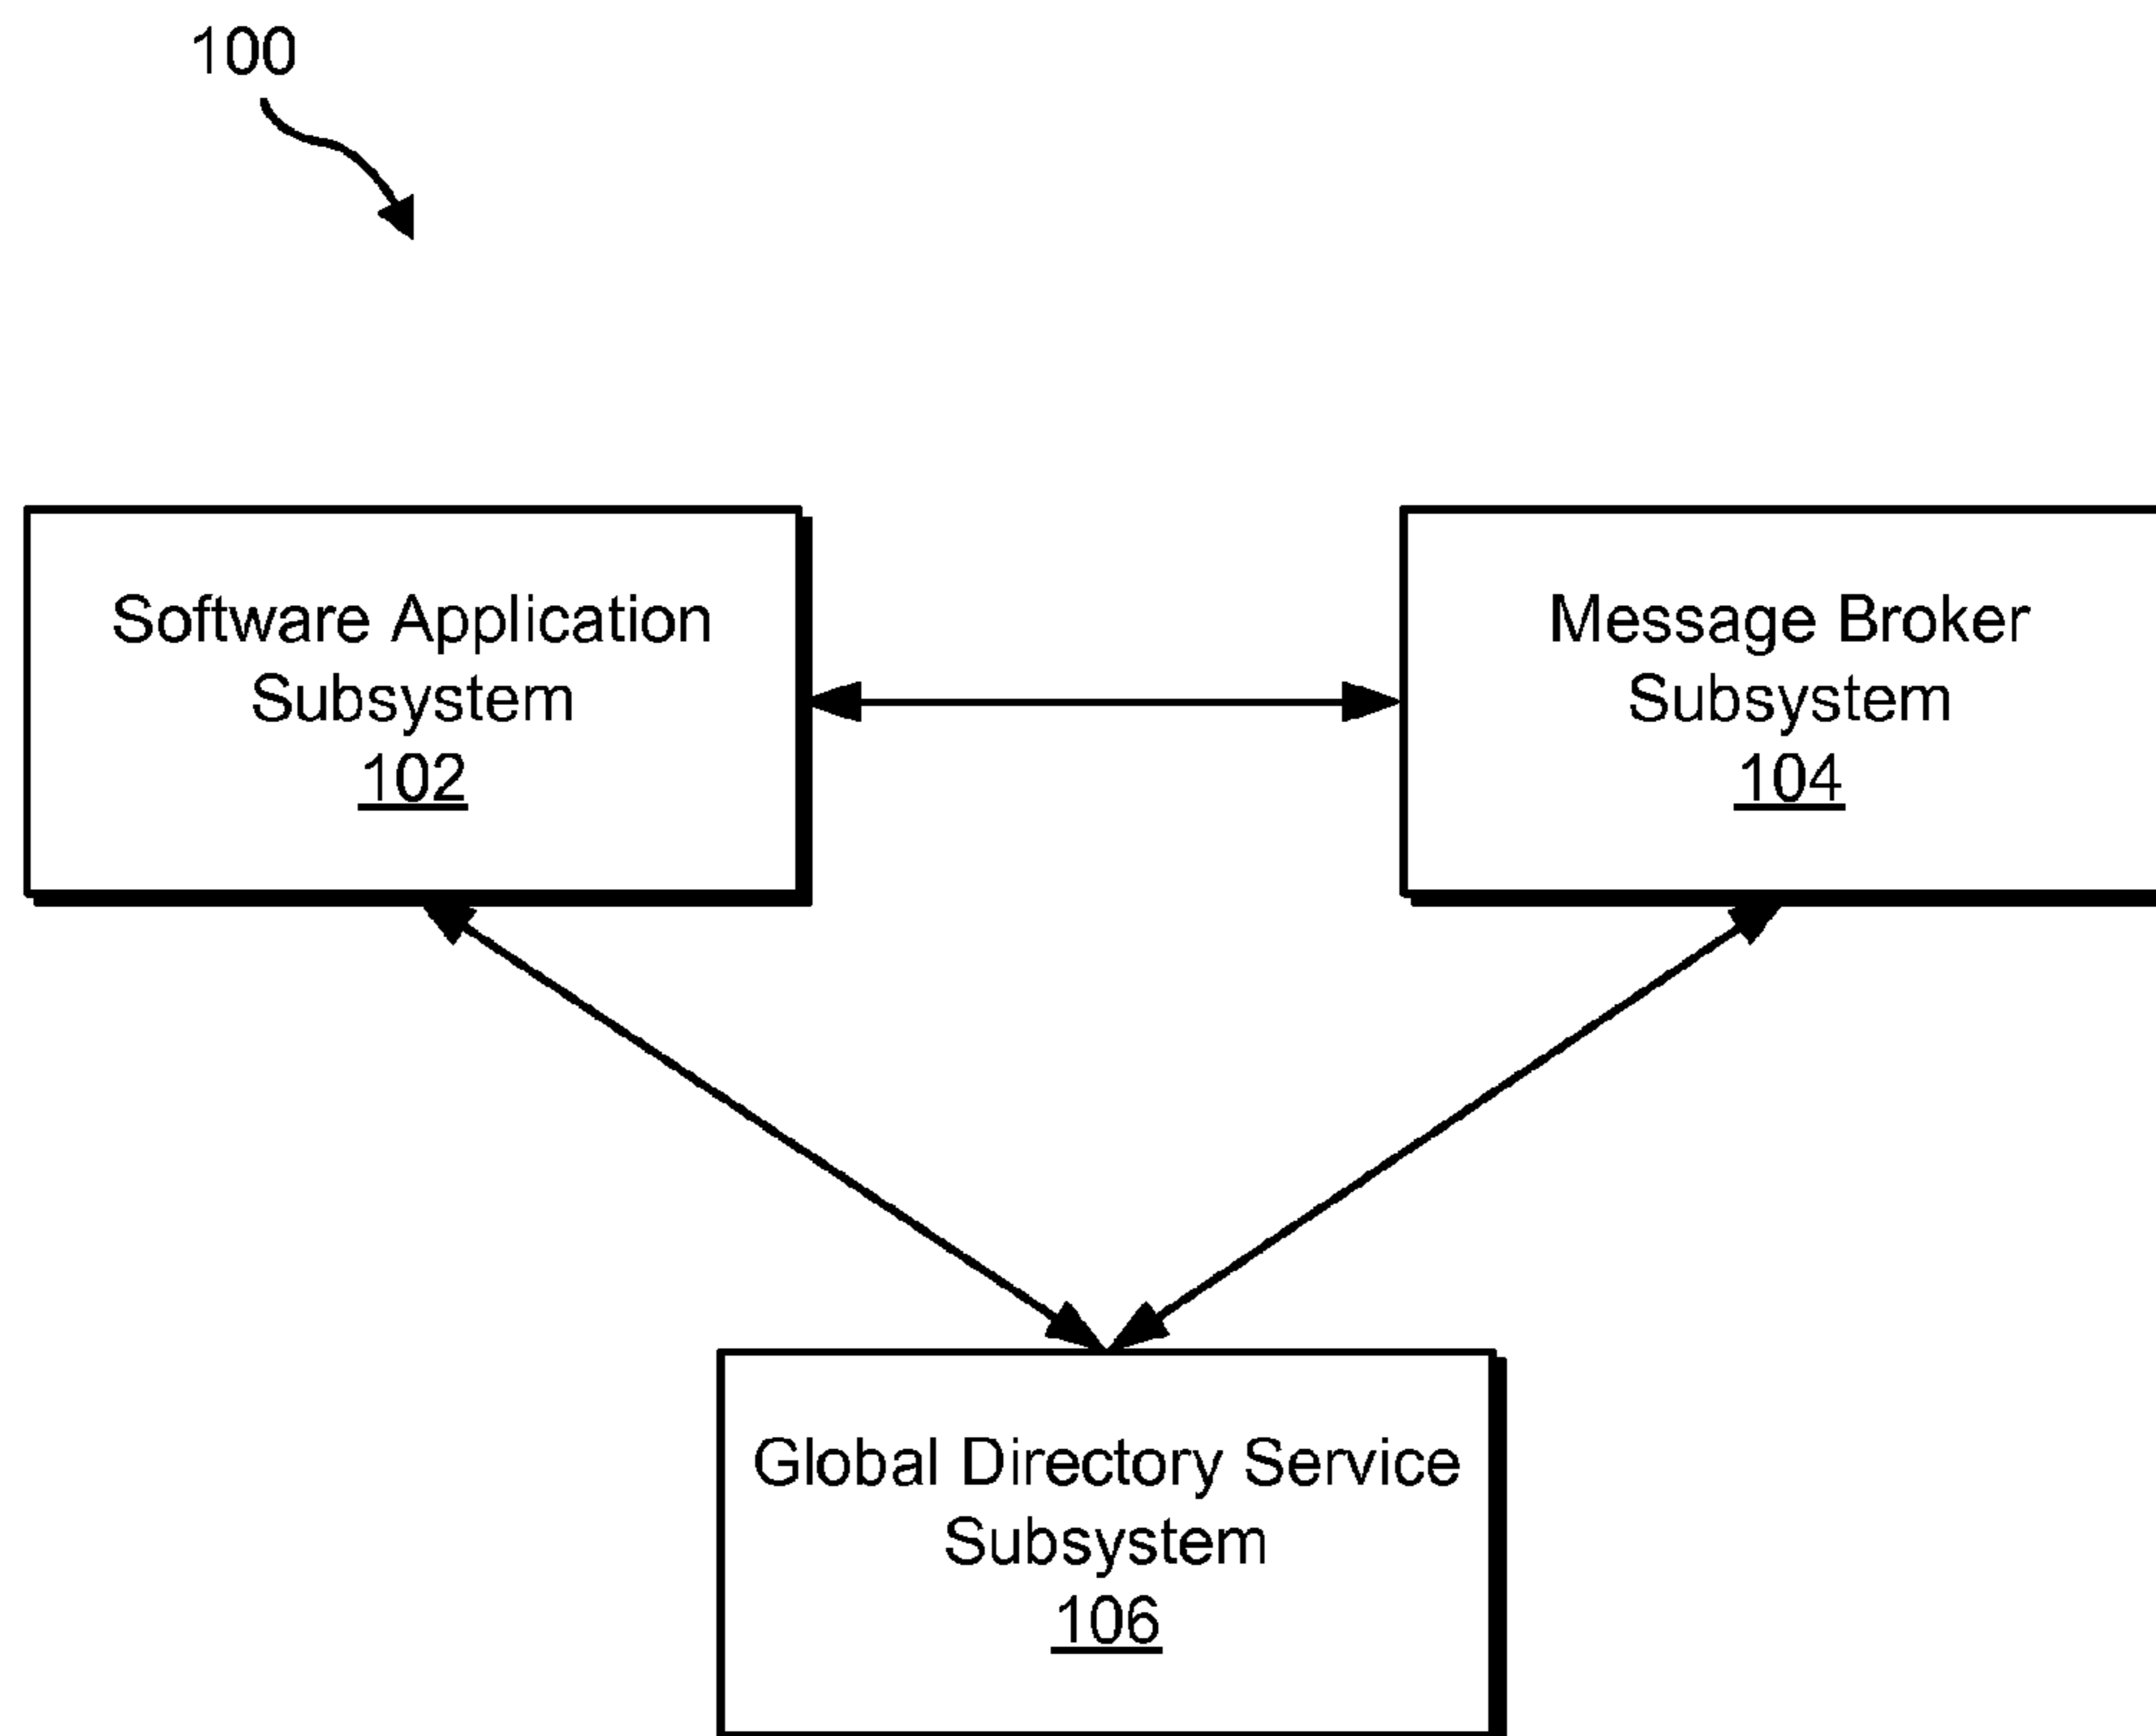 100
Software Application
Subsystem
102
Message Broker
Subsystem
104
Global Directory Service
Subsystem
106